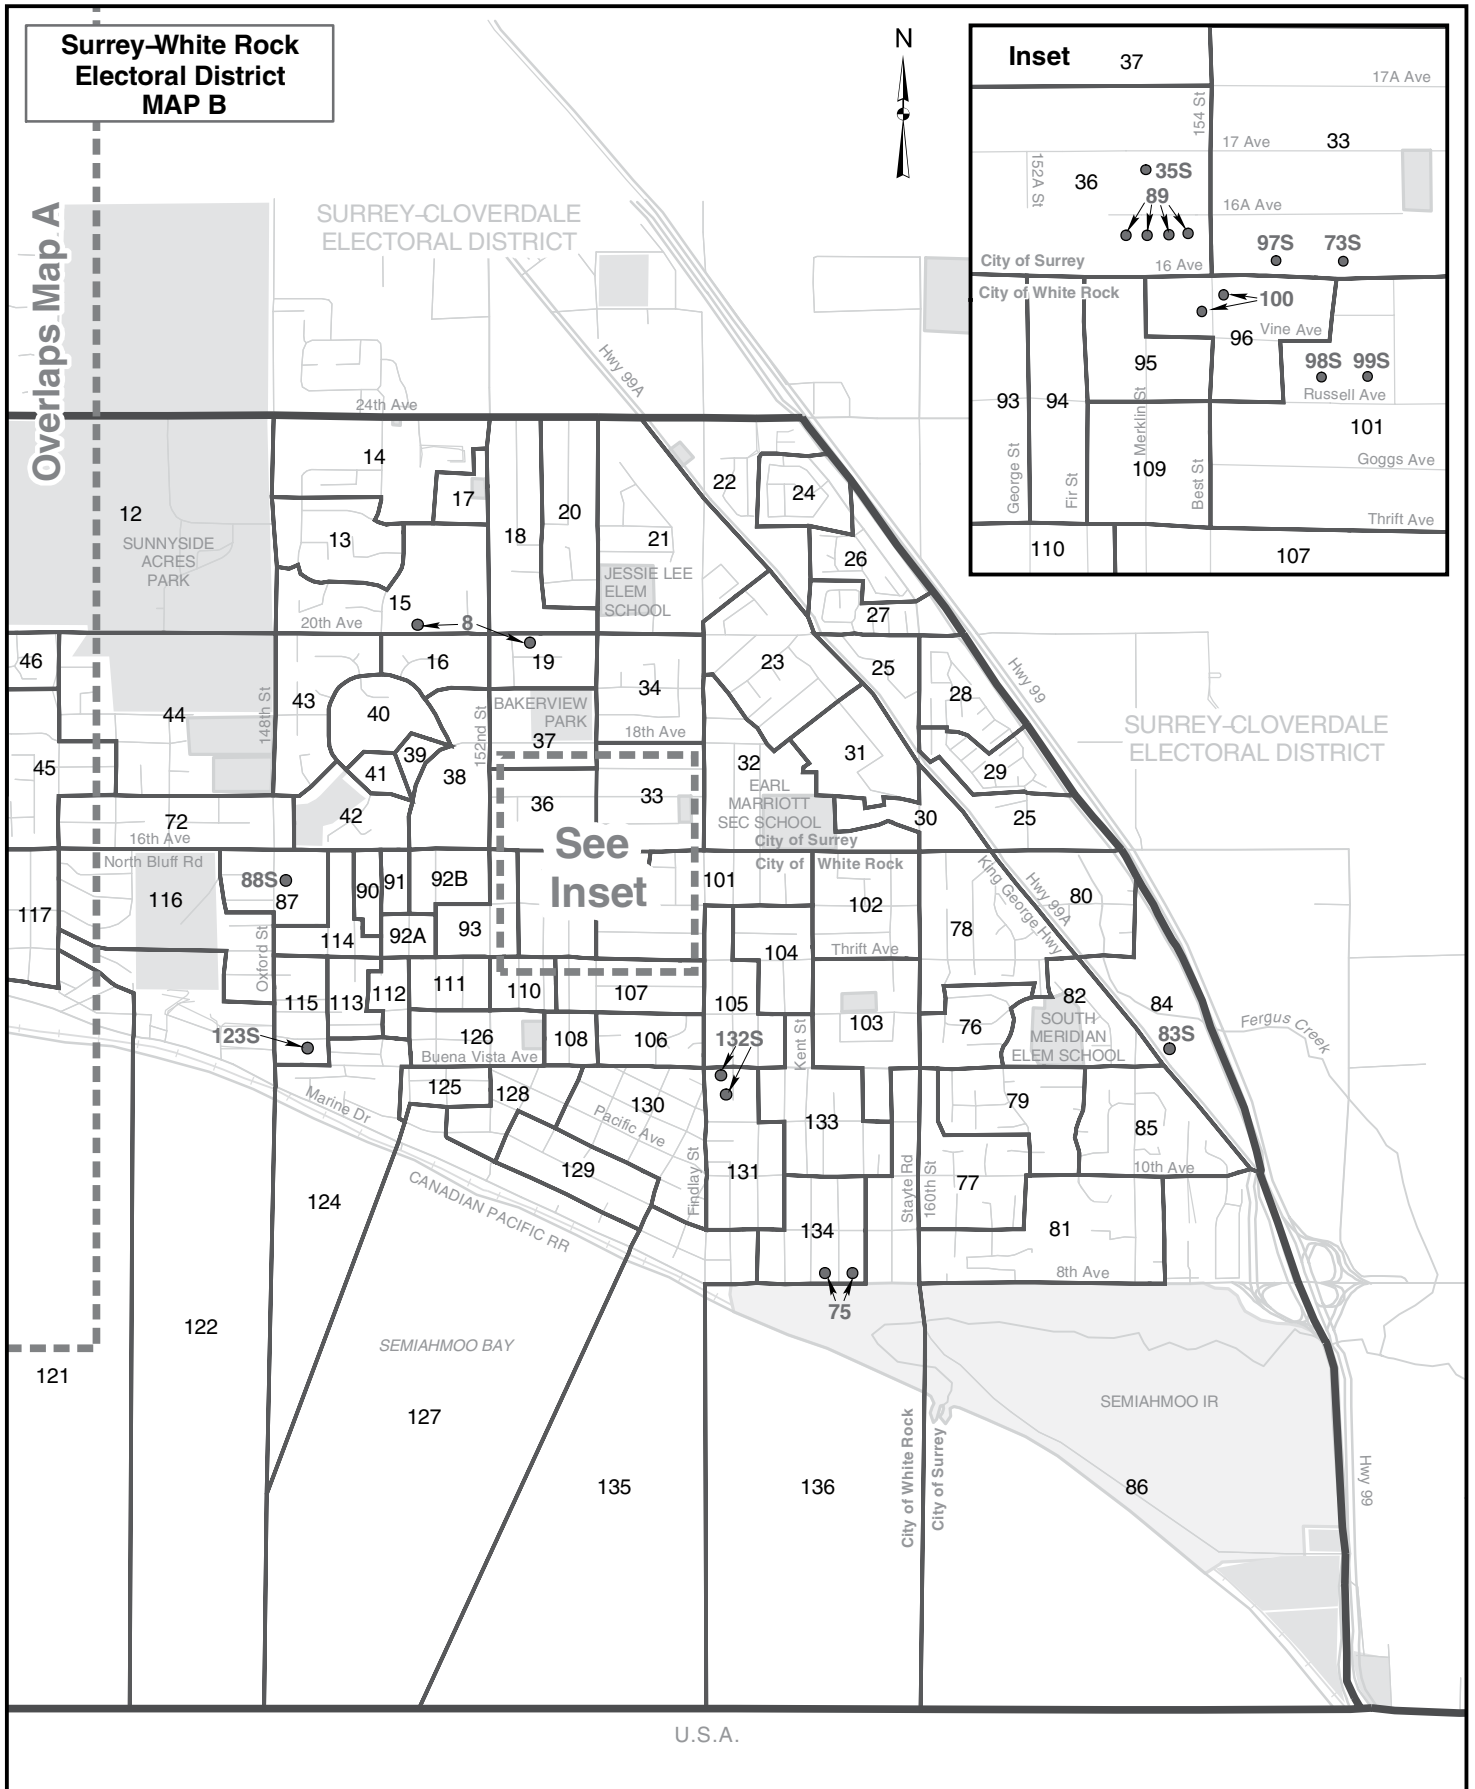 Surrey–White Rock
Electoral District
MAP B
N
Overlaps Map A
SURREY–CLOVERDALE
ELECTORAL DISTRICT
Inset
37
17A Ave
154 St
17 Ave
33
152A St
36
35S
89
16A Ave
97S
73S
City of Surrey
16 Ave
City of White Rock
100
96
Vine Ave
95
98S
99S
Russell Ave
93
94
Merklin St
101
George St
Fir St
109
Best St
Goggs Ave
Thrift Ave
110
107
Hwy 99A
24th Ave
14
17
18
20
21
22
24
12
SUNNYSIDE
ACRES
PARK
13
26
JESSIE LEE
ELEM
SCHOOL
15
8
20th Ave
27
46
16
19
23
25
43
34
28
Hwy 99
148th St
44
40
152nd St
BAKERVIEW
PARK
37
18th Ave
SURREY–CLOVERDALE
ELECTORAL DISTRICT
45
39
41
38
32
31
29
36
33
EARL
MARRIOTT
SEC SCHOOL
72
42
30
25
16th Ave
See
Inset
City of Surrey
North Bluff Rd
City of White Rock
88S
87
90
91
92B
101
King George Hwy
Hwy 99A
80
116
102
117
114
92A
93
78
104
Thrift Ave
Oxford St
115
113
112
111
110
107
105
82
84
103
76
SOUTH
MERIDIAN
ELEM SCHOOL
83S
Fergus Creek
123S
126
108
106
132S
Kent St
Buena Vista Ave
125
128
130
Marine Dr
Pacific Ave
133
79
85
129
Findlay St
131
Stayte Rd
160th St
77
10th Ave
124
CANADIAN PACIFIC RR
134
81
8th Ave
75
122
SEMIAHMOO BAY
121
127
SEMIAHMOO IR
City of White Rock
City of Surrey
135
136
86
Hwy 99
U.S.A.